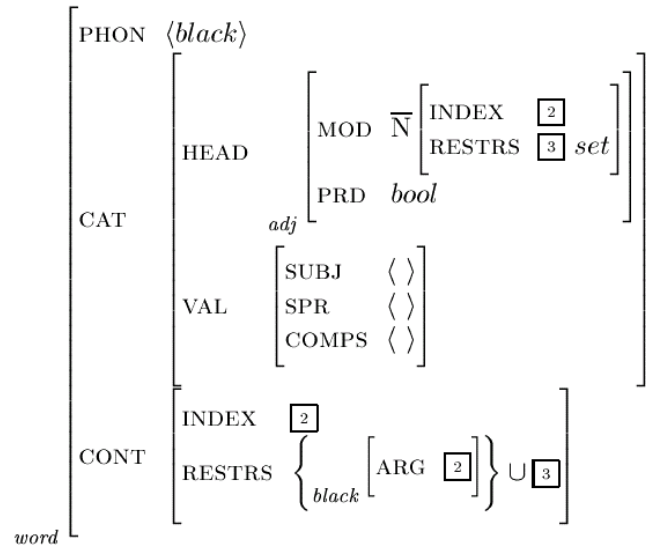 PHON ⟨black⟩
MOD N̅ INDEX 2
RESTRS 3 set
HEAD
PRD bool
adj
CAT
SUBJ ⟨ ⟩
VAL SPR ⟨ ⟩
COMPS ⟨ ⟩
INDEX 2
CONT
RESTRS { black [ARG 2] } ∪ 3
word